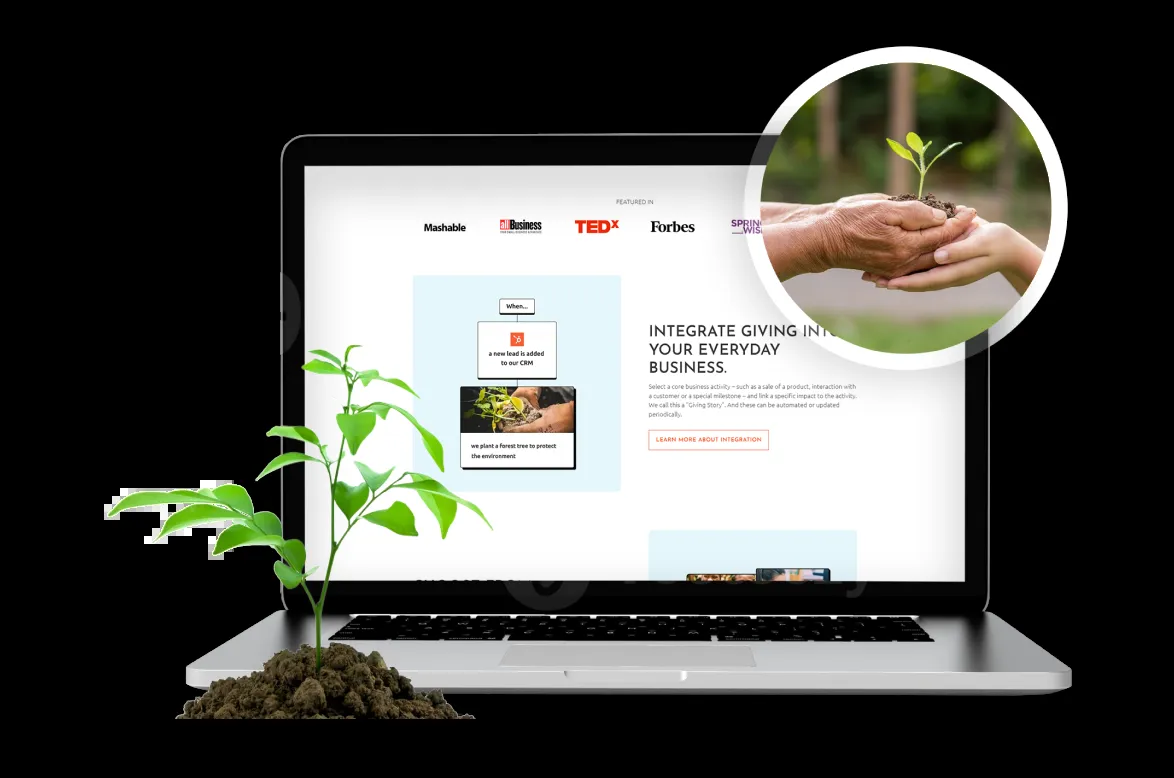 FEATURED IN
Mashable
allBusiness
TEDx
Forbes
When...
a new lead is added
to our CRM
we plant a forest tree to protect
the environment
INTEGRATE GIVING INTO
YOUR EVERYDAY
BUSINESS.
Select a core business activity – such as a sale of a product, interaction with
a customer or a special milestone – and link a specific impact to the activity.
We call this a "Giving Story". And these can be automated or updated
periodically.
LEARN MORE ABOUT INTEGRATION